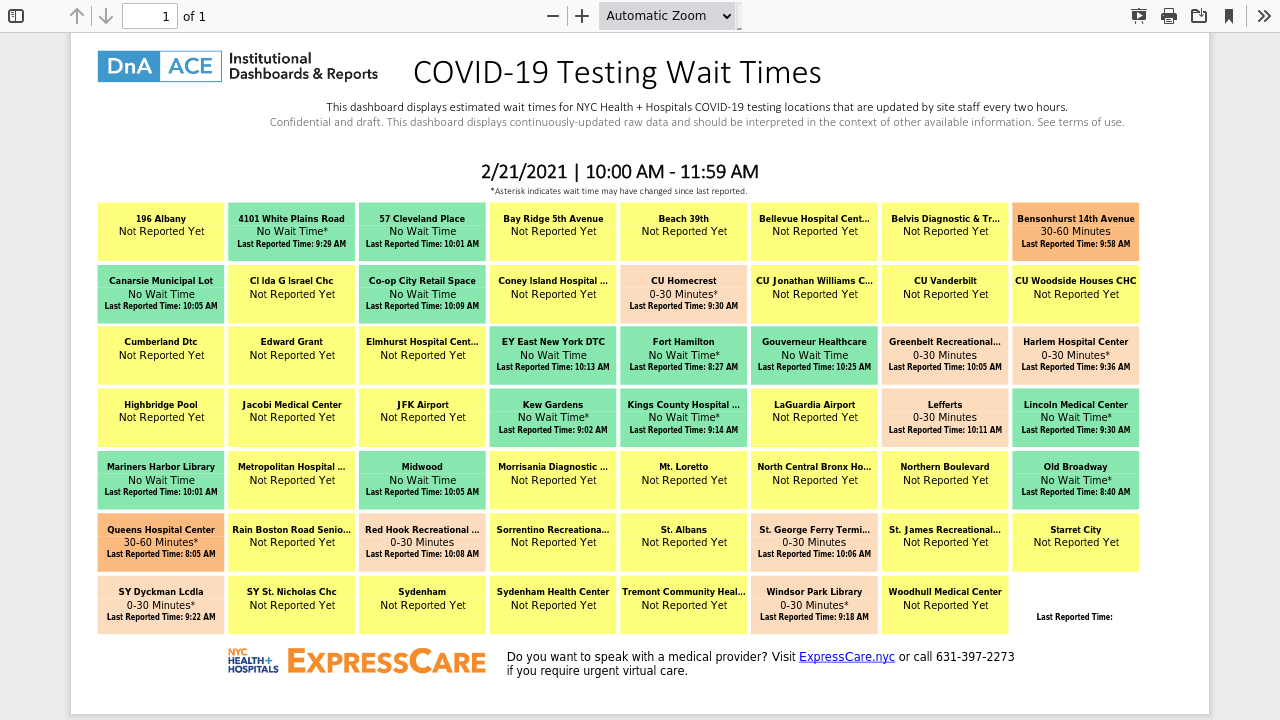 1 of 1 Automatic Zoom
DnA ACE Institutional
Dashboards & Reports
COVID-19 Testing Wait Times
This dashboard displays estimated wait times for NYC Health + Hospitals COVID-19 testing locations that are updated by site staff every two hours.
Confidential and draft. This dashboard displays continuously-updated raw data and should be interpreted in the context of other available information. See terms of use.
2/21/2021 | 10:00 AM - 11:59 AM
*Asterisk indicates wait time may have changed since last reported.
196 Albany
Not Reported Yet
4101 White Plains Road
No Wait Time*
Last Reported Time: 9:29 AM
57 Cleveland Place
No Wait Time
Last Reported Time: 10:01 AM
Bay Ridge 5th Avenue
Not Reported Yet
Beach 39th
Not Reported Yet
Bellevue Hospital Cent...
Not Reported Yet
Belvis Diagnostic & Tr...
Not Reported Yet
Bensonhurst 14th Avenue
30-60 Minutes
Last Reported Time: 9:58 AM
Canarsie Municipal Lot
No Wait Time
Last Reported Time: 10:05 AM
CI Ida G Israel Chc
Not Reported Yet
Co-op City Retail Space
No Wait Time
Last Reported Time: 10:09 AM
Coney Island Hospital ...
Not Reported Yet
CU Homecrest
0-30 Minutes*
Last Reported Time: 9:30 AM
CU Jonathan Williams C...
Not Reported Yet
CU Vanderbilt
Not Reported Yet
CU Woodside Houses CHC
Not Reported Yet
Cumberland Dtc
Not Reported Yet
Edward Grant
Not Reported Yet
Elmhurst Hospital Cent...
Not Reported Yet
EY East New York DTC
No Wait Time
Last Reported Time: 10:13 AM
Fort Hamilton
No Wait Time*
Last Reported Time: 8:27 AM
Gouverneur Healthcare
No Wait Time
Last Reported Time: 10:25 AM
Greenbelt Recreational...
0-30 Minutes
Last Reported Time: 10:05 AM
Harlem Hospital Center
0-30 Minutes*
Last Reported Time: 9:36 AM
Highbridge Pool
Not Reported Yet
Jacobi Medical Center
Not Reported Yet
JFK Airport
Not Reported Yet
Kew Gardens
No Wait Time*
Last Reported Time: 9:02 AM
Kings County Hospital ...
No Wait Time*
Last Reported Time: 9:14 AM
LaGuardia Airport
Not Reported Yet
Lefferts
0-30 Minutes
Last Reported Time: 10:11 AM
Lincoln Medical Center
No Wait Time*
Last Reported Time: 9:30 AM
Mariners Harbor Library
No Wait Time
Last Reported Time: 10:01 AM
Metropolitan Hospital ...
Not Reported Yet
Midwood
No Wait Time
Last Reported Time: 10:05 AM
Morrisania Diagnostic ...
Not Reported Yet
Mt. Loretto
Not Reported Yet
North Central Bronx Ho...
Not Reported Yet
Northern Boulevard
Not Reported Yet
Old Broadway
No Wait Time*
Last Reported Time: 8:40 AM
Queens Hospital Center
30-60 Minutes*
Last Reported Time: 8:05 AM
Rain Boston Road Senio...
Not Reported Yet
Red Hook Recreational ...
0-30 Minutes
Last Reported Time: 10:08 AM
Sorrentino Recreationa...
Not Reported Yet
St. Albans
Not Reported Yet
St. George Ferry Termi...
0-30 Minutes
Last Reported Time: 10:06 AM
St. James Recreational...
Not Reported Yet
Starret City
Not Reported Yet
SY Dyckman Lcdla
0-30 Minutes*
Last Reported Time: 9:22 AM
SY St. Nicholas Chc
Not Reported Yet
Sydenham
Not Reported Yet
Sydenham Health Center
Not Reported Yet
Tremont Community Heal...
Not Reported Yet
Windsor Park Library
0-30 Minutes*
Last Reported Time: 9:18 AM
Woodhull Medical Center
Not Reported Yet
Last Reported Time:
NYC
HEALTH+
HOSPITALS
EXPRESSCARE
Do you want to speak with a medical provider? Visit ExpressCare.nyc or call 631-397-2273
if you require urgent virtual care.